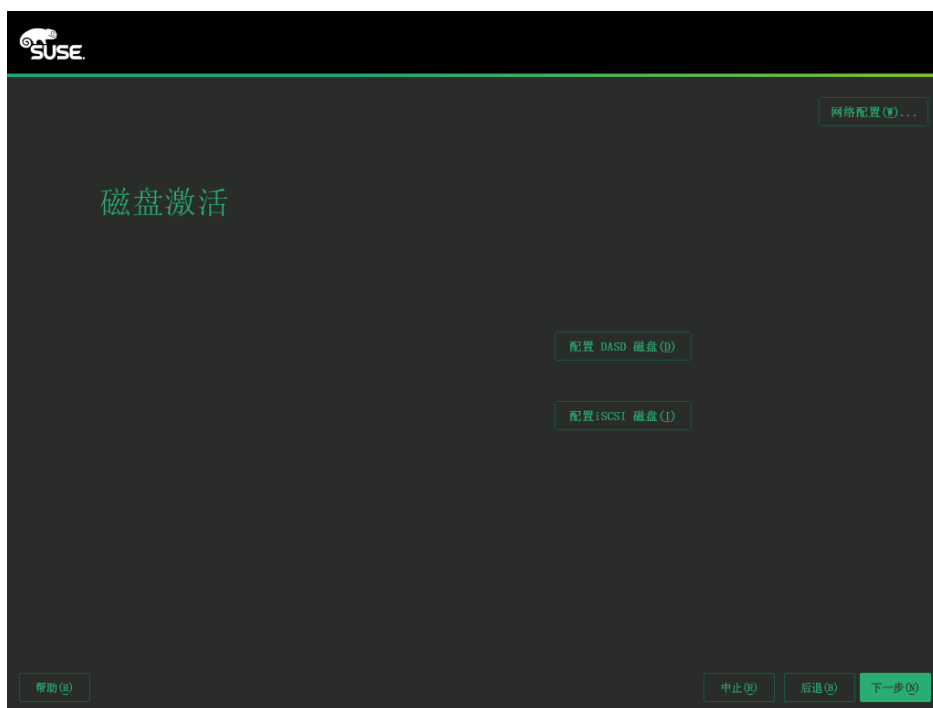 SUSE.
网络配置(W)...
磁盘激活
配置 DASD 磁盘(D)
配置iSCSI 磁盘(I)
帮助(H)
中止(R)
后退(B)
下一步(N)